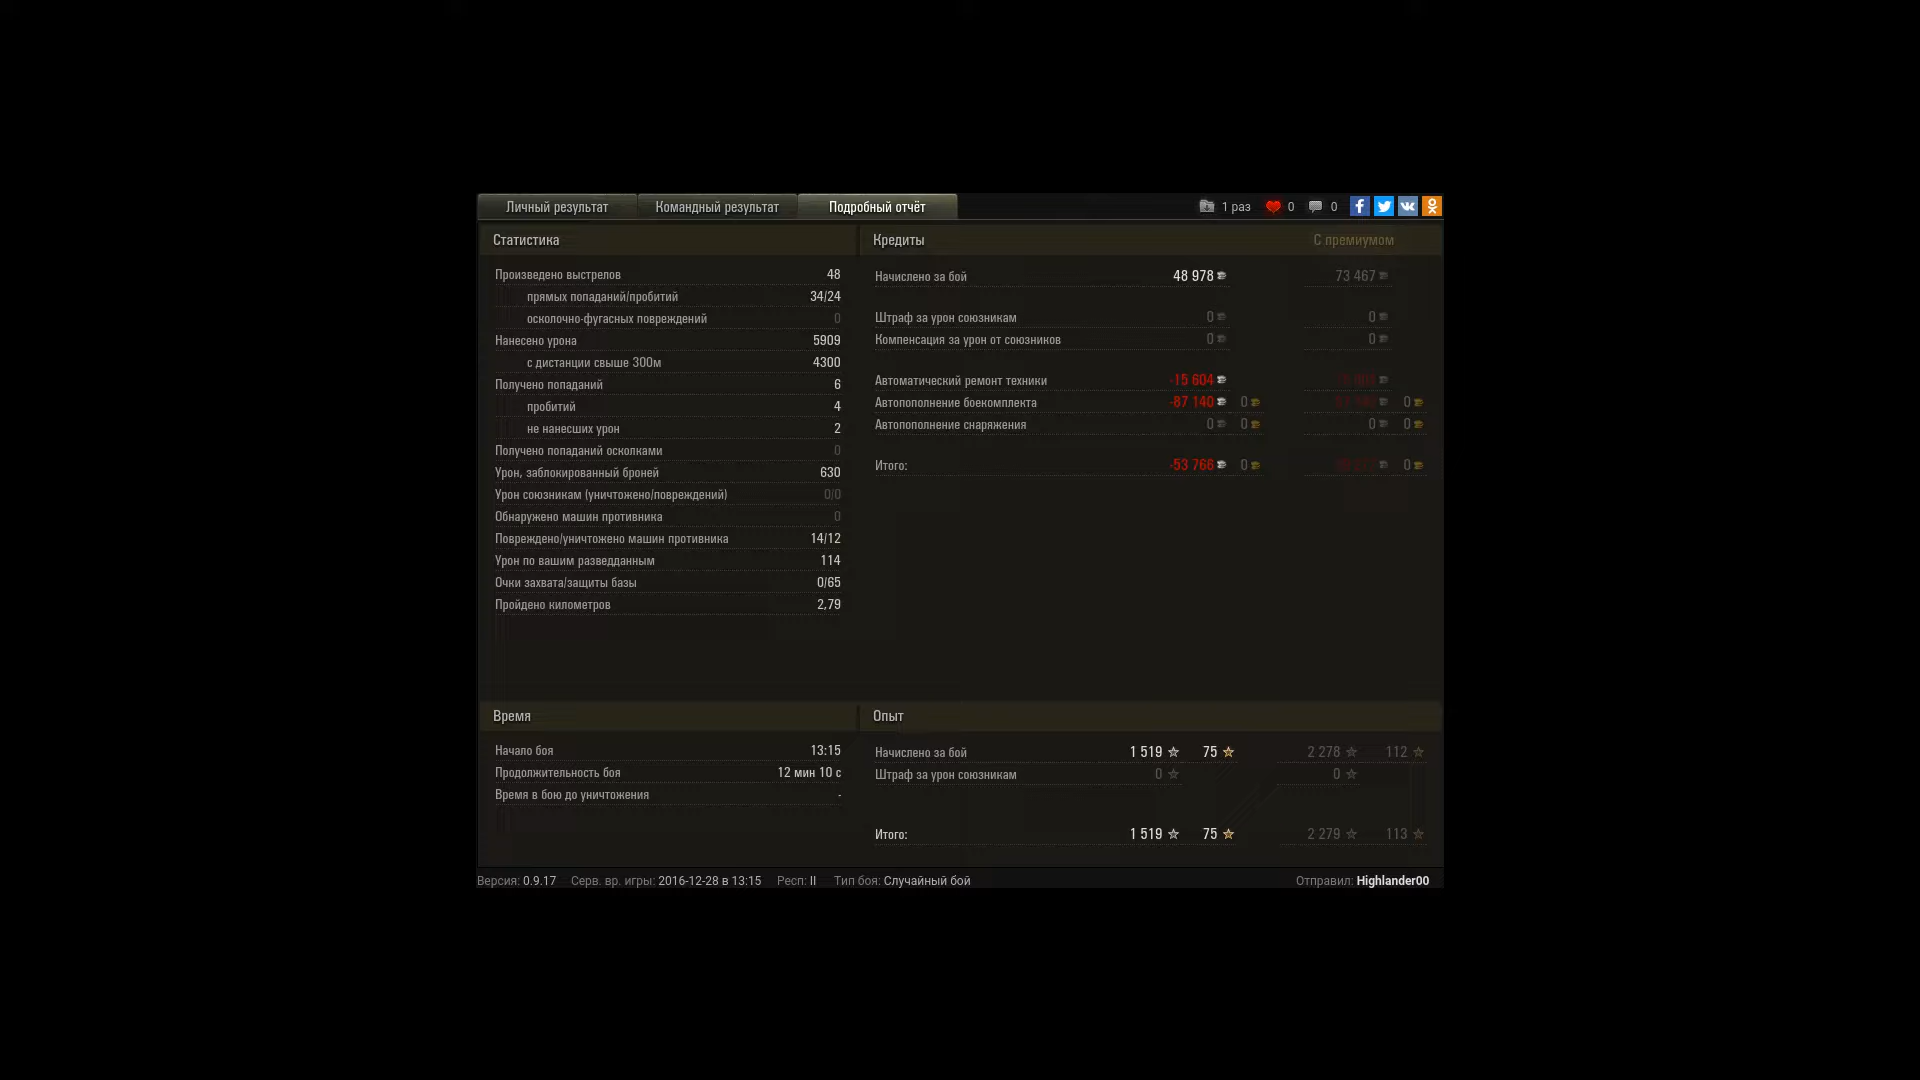 Личный результат Командный результат Подробный отчёт 1 раз 0 0
Статистика Кредиты С премиумом
Произведено выстрелов 48 Начислено за бой 48 978 73 467
прямых попаданий/пробитий 34/24
осколочно-фугасных повреждений 0 Штраф за урон союзникам 0 0
Нанесено урона 5909 Компенсация за урон от союзников 0 0
с дистанции свыше 300м 4300
Получено попаданий 6 Автоматический ремонт техники -15 604
пробитий 4 Автопополнение боекомплекта -87 140 0 0
не нанесших урон 2 Автопополнение снаряжения 0 0 0 0
Получено попаданий осколками 0
Урон, заблокированный броней 630 Итого: -53 766 0 0
Урон союзникам (уничтожено/повреждений) 0/0
Обнаружено машин противника 0
Повреждено/уничтожено машин противника 14/12
Урон по вашим разведданным 114
Очки захвата/защиты базы 0/65
Пройдено километров 2,79
Время Опыт
Начало боя 13:15 Начислено за бой 1 519 75 2 278 112
Продолжительность боя 12 мин 10 с Штраф за урон союзникам 0 0
Время в бою до уничтожения -
Итого: 1 519 75 2 279 113
Версия: 0.9.17 Серв. вр. игры: 2016-12-28 в 13:15 Респ: II Тип боя: Случайный бой Отправил: Highlander00